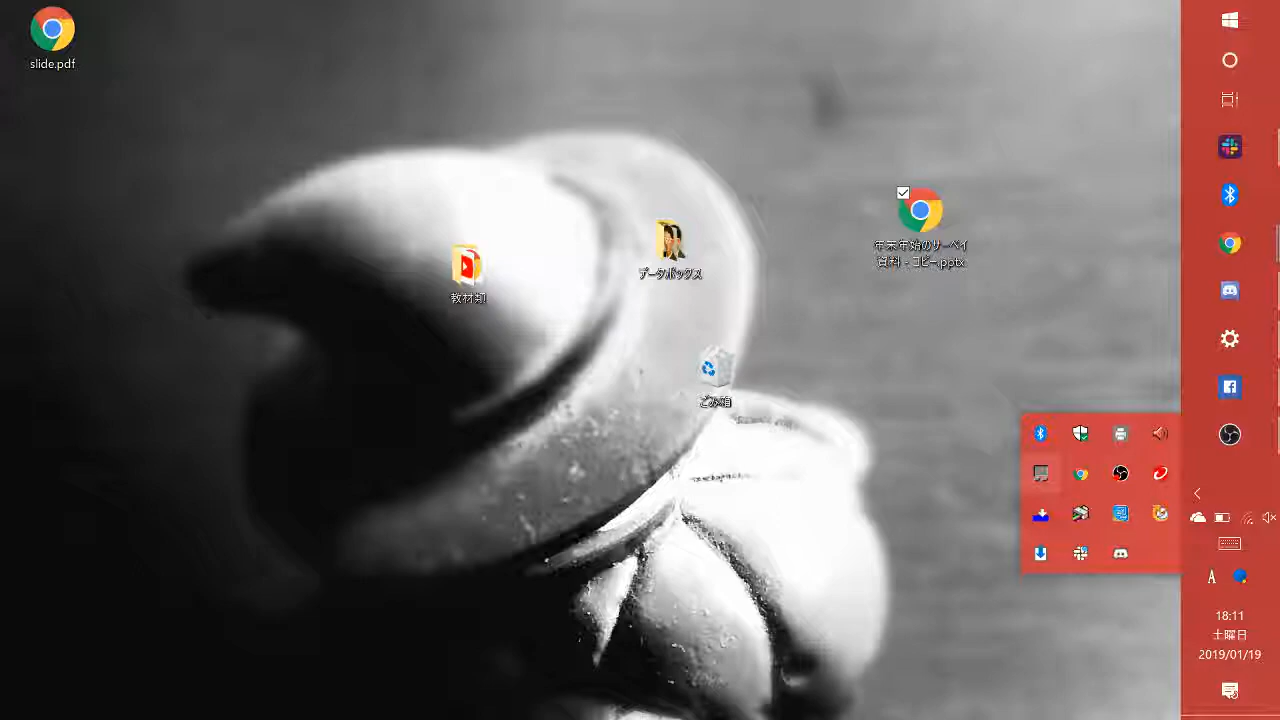 slide.pdf
年末年始のサーベイ
資料 - コピー.pptx
データボックス
教材類
ごみ箱
A
18:11
土曜日
2019/01/19